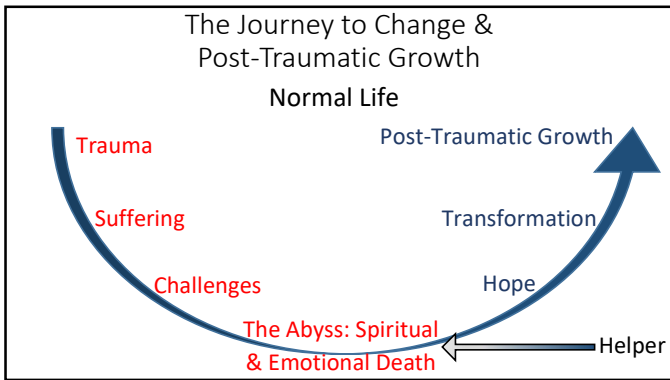 The Journey to Change &
Post-Traumatic Growth
Normal Life
Trauma
Post-Traumatic Growth
Suffering
Transformation
Challenges
Hope
The Abyss: Spiritual
& Emotional Death
Helper